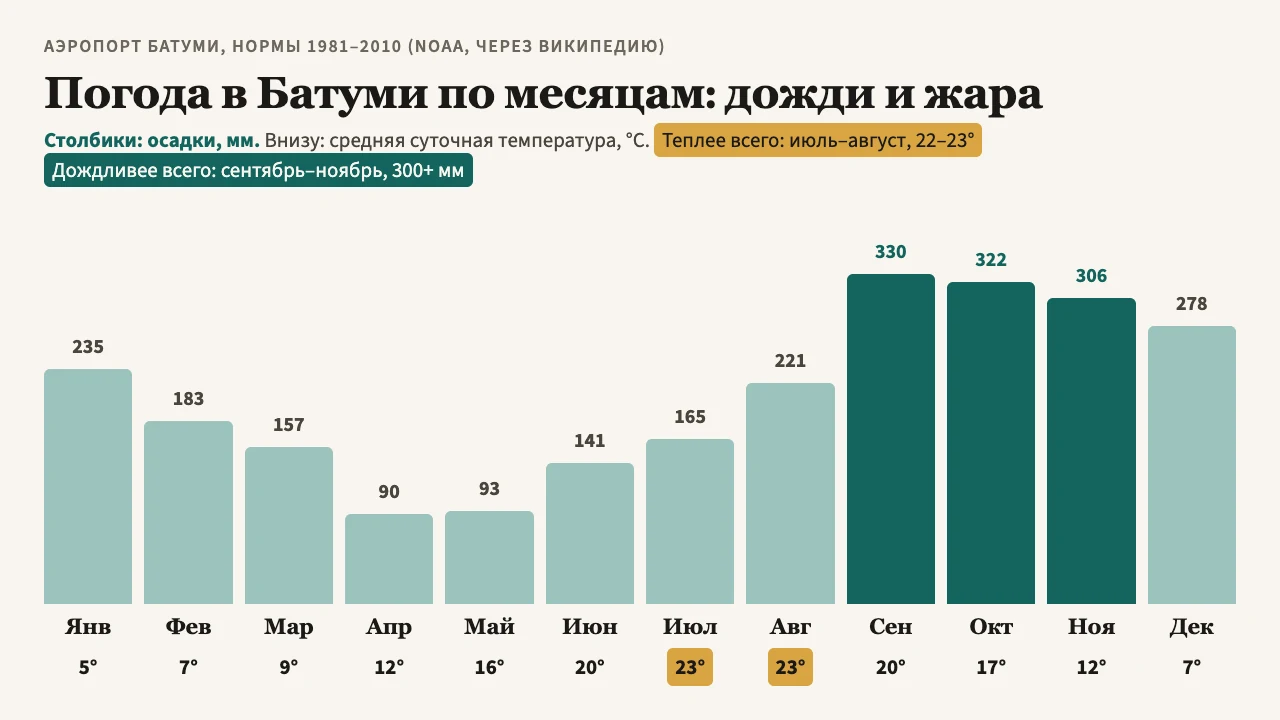 АЭРОПОРТ БАТУМИ, НОРМЫ 1981–2010 (NOAA, ЧЕРЕЗ ВИКИПЕДИЮ)
Погода в Батуми по месяцам: дожди и жара
Столбики: осадки, мм. Внизу: средняя суточная температура, °C. Теплее всего: июль–август, 22–23°
Дождливее всего: сентябрь–ноябрь, 300+ мм
235 183 157 90 93 141 165 221 330 322 306 278
Янв Фев Мар Апр Май Июн Июл Авг Сен Окт Ноя Дек
5° 7° 9° 12° 16° 20° 23° 23° 20° 17° 12° 7°